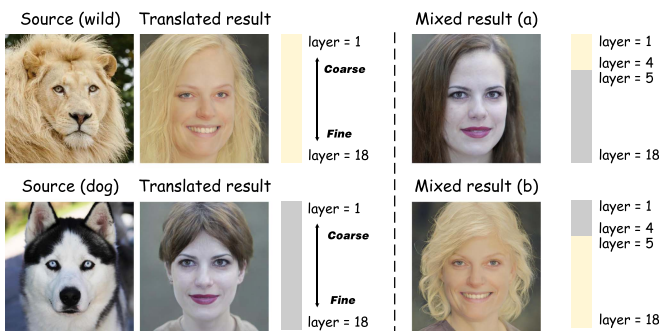 Source (wild) Translated result
layer = 1
Coarse
Fine
layer = 18
Mixed result (a)
layer = 1
layer = 4
layer = 5
layer = 18
Source (dog) Translated result
layer = 1
Coarse
Fine
layer = 18
Mixed result (b)
layer = 1
layer = 4
layer = 5
layer = 18